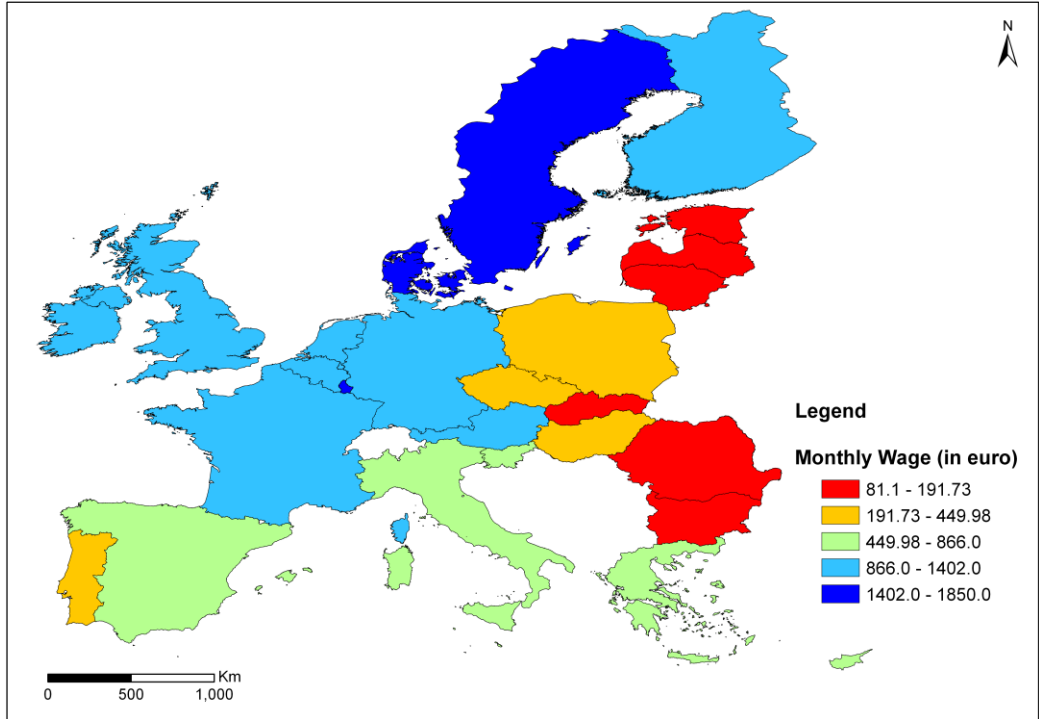 N
Legend
Monthly Wage (in euro)
81.1 - 191.73
191.73 - 449.98
449.98 - 866.0
866.0 - 1402.0
1402.0 - 1850.0
Km
0 500 1,000